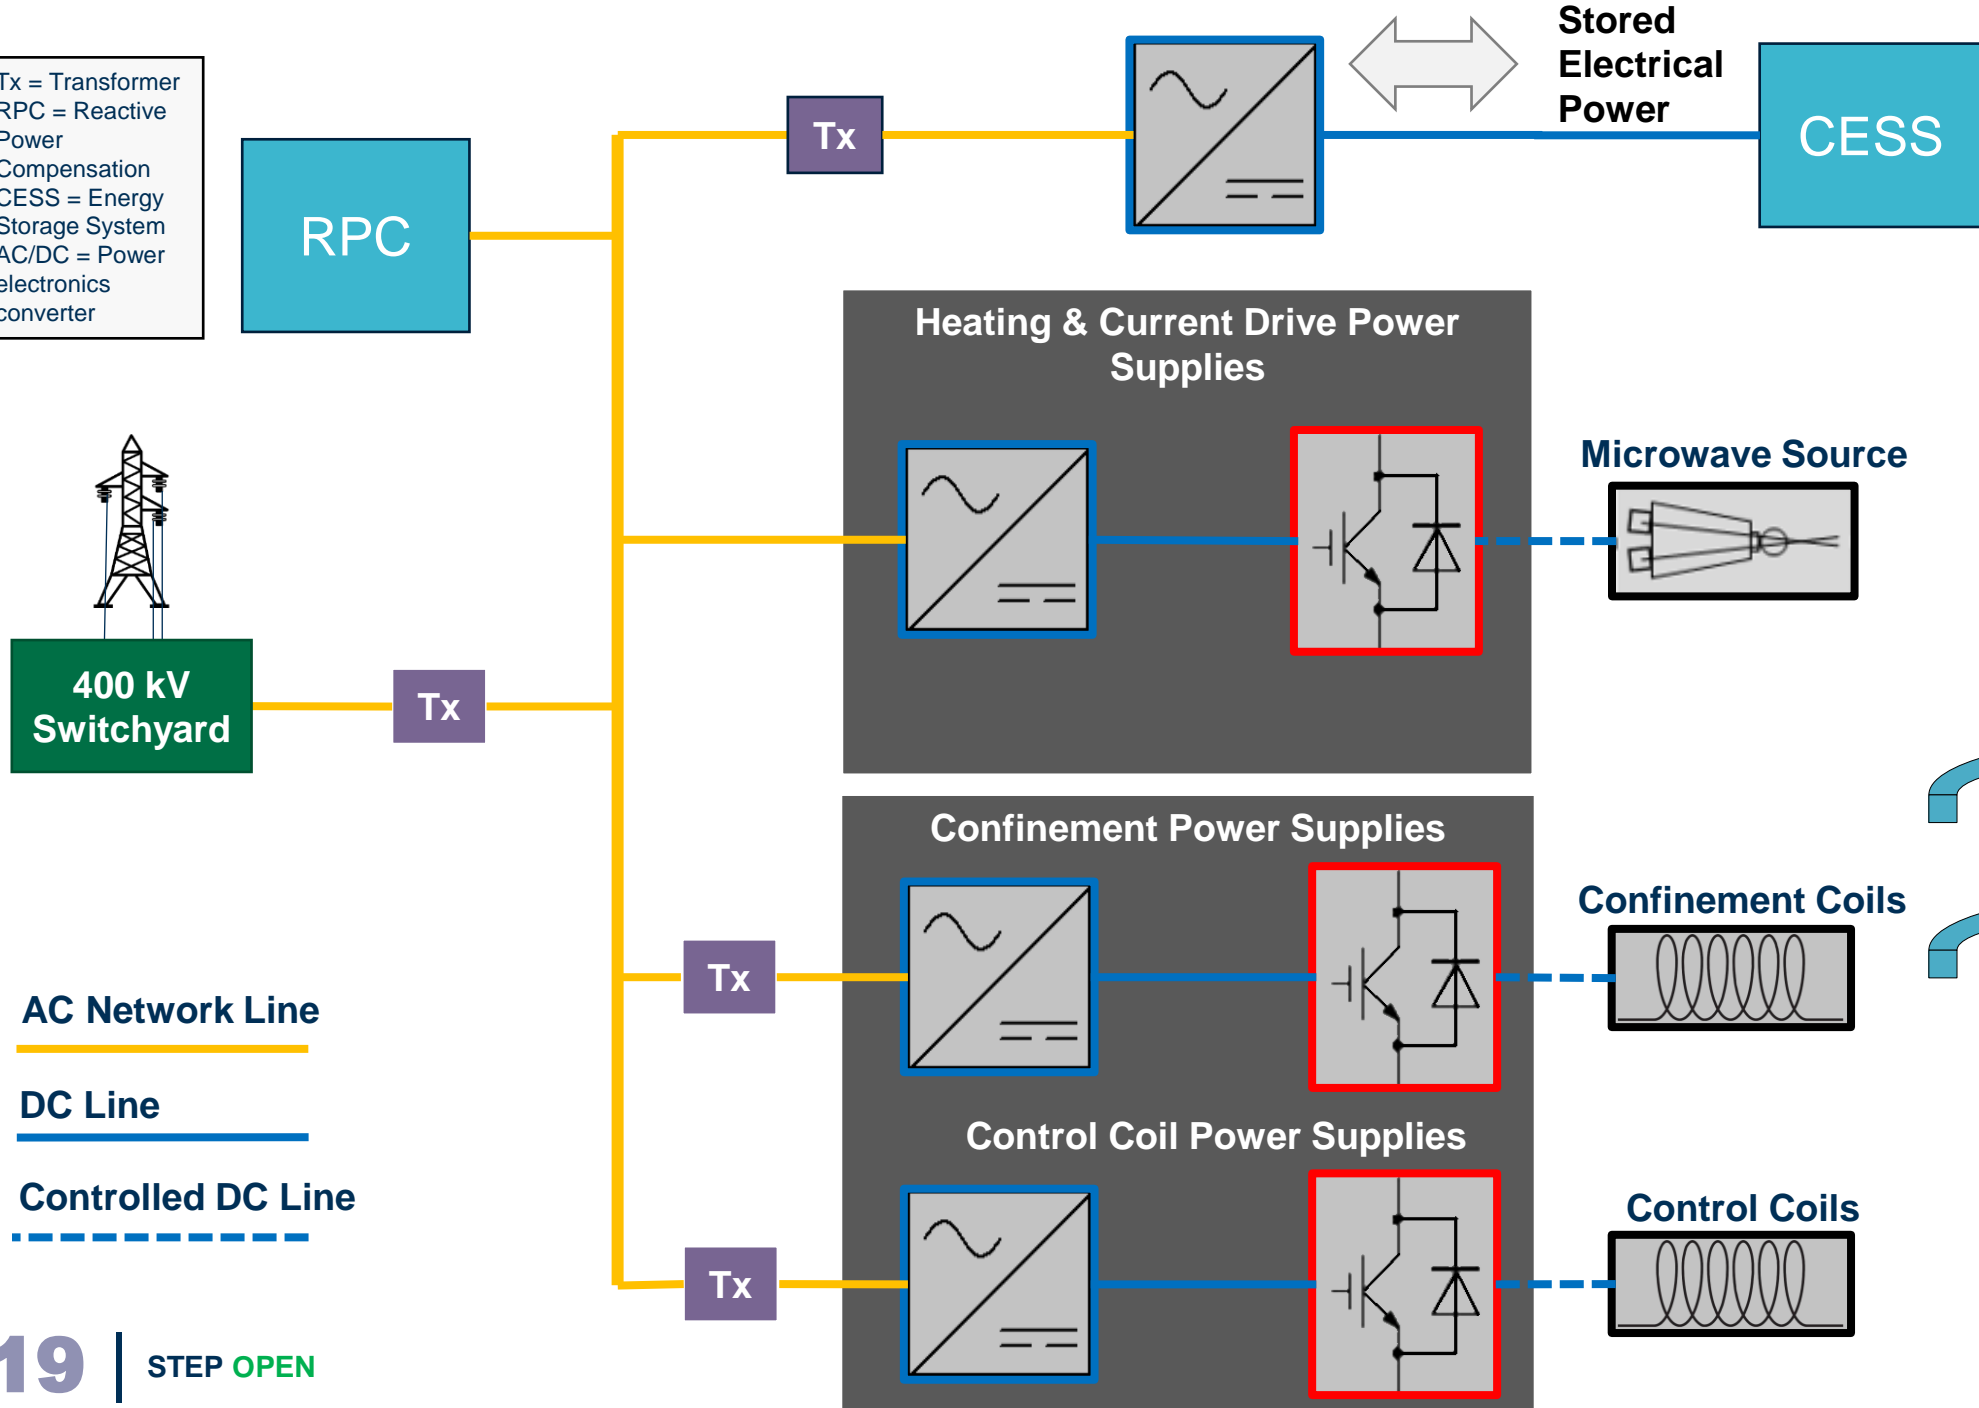 Stored
Electrical
Power
Tx = Transformer
RPC = Reactive
Power
Compensation
CESS = Energy
Storage System
AC/DC = Power
electronics
converter
RPC
Tx
CESS
Heating & Current Drive Power
Supplies
Microwave Source
400 kV
Switchyard
Tx
Confinement Power Supplies
Confinement Coils
Tx
AC Network Line
DC Line
Control Coil Power Supplies
Controlled DC Line
Control Coils
Tx
19
STEP OPEN